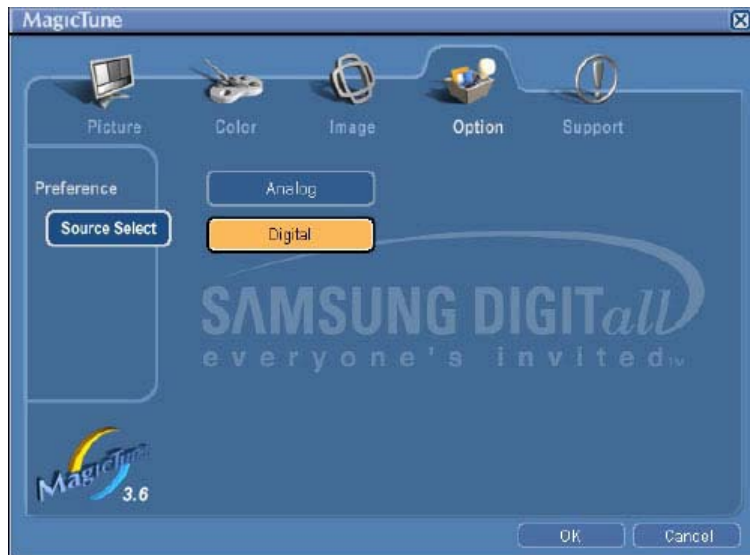 MagicTune
Picture Color Image Option Support
Preference
Analog
Source Select
Digital
SAMSUNG DIGITall
everyone's invited™
MagicTune
3.6
OK Cancel